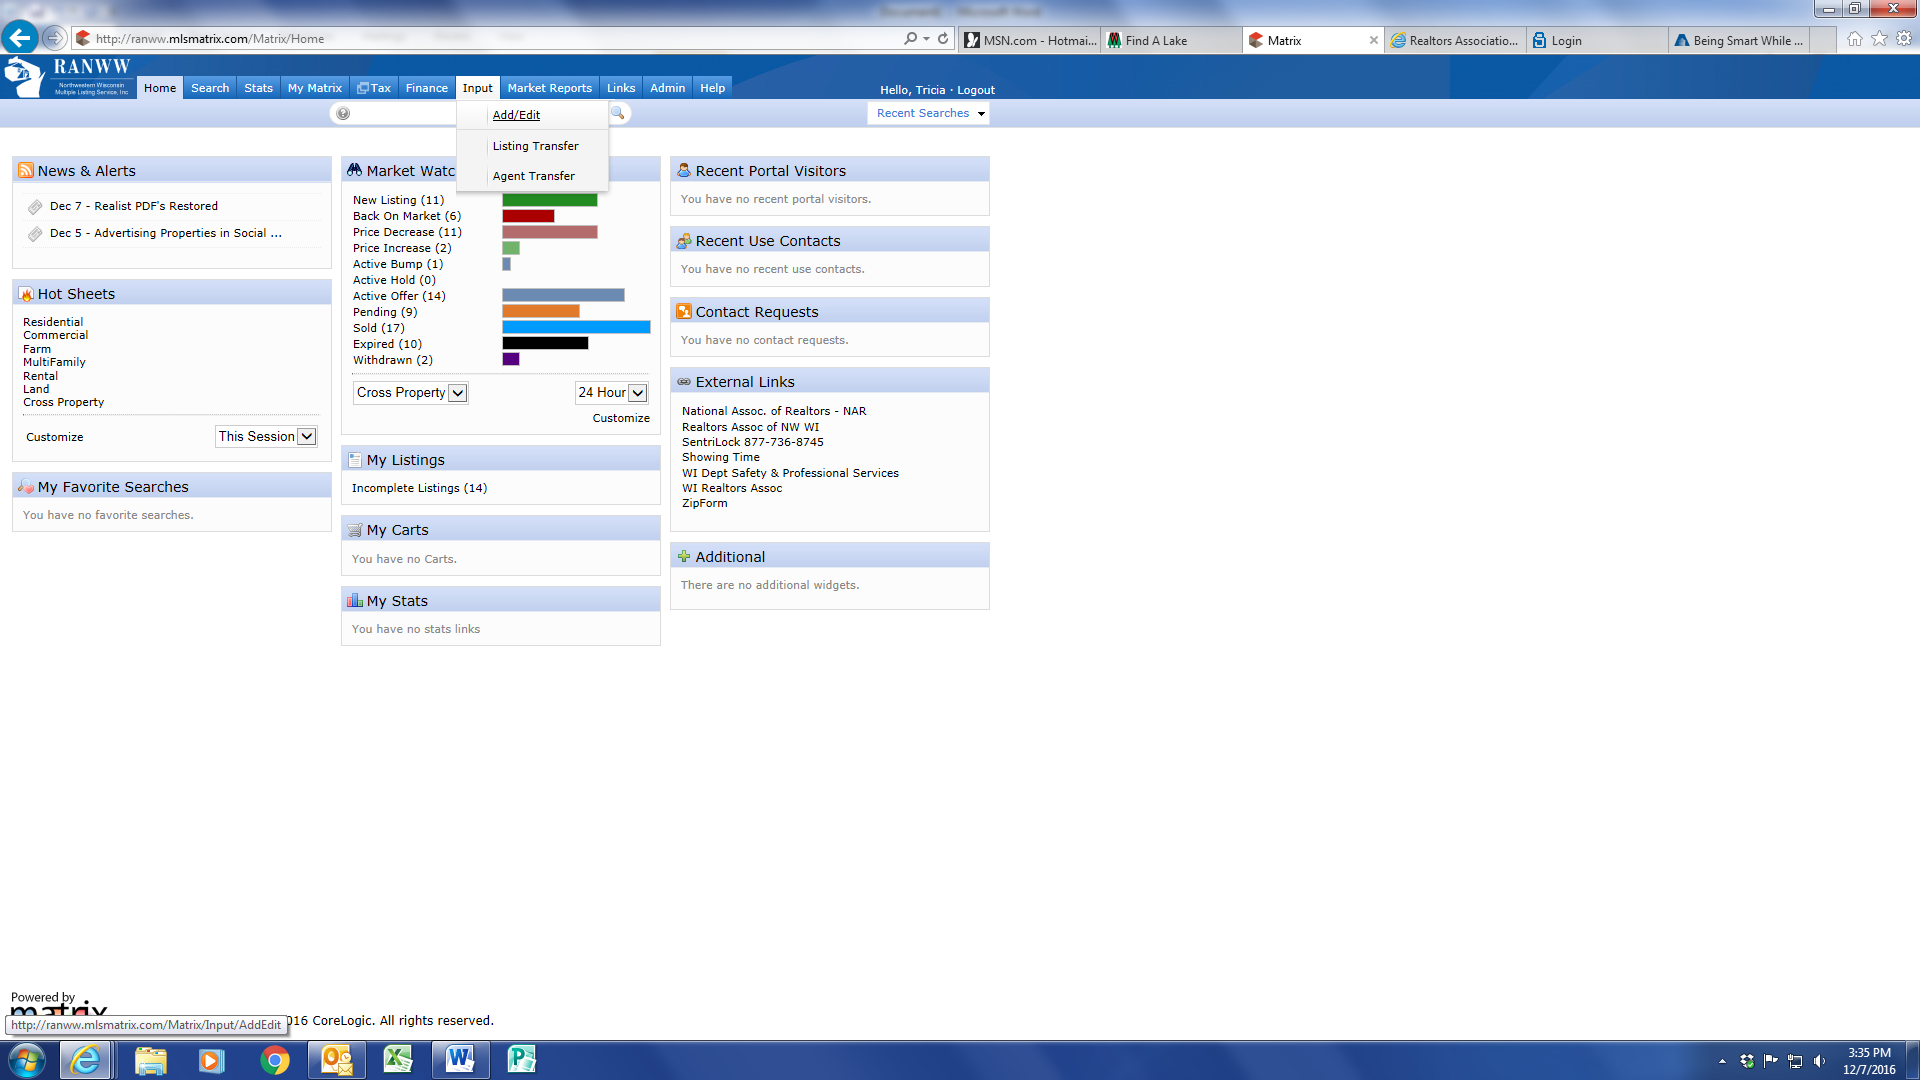 http://ranww.mlsmatrix.com/Matrix/Home
MSN.com - Hotmai...
Find A Lake
Matrix
Realtors Associatio...
Login
Being Smart While ...
RANWW
Northwestern Wisconsin
Multiple Listing Service, Inc
Home
Search
Stats
My Matrix
Tax
Finance
Input
Market Reports
Links
Admin
Help
Hello, Tricia · Logout
Add/Edit
Listing Transfer
Agent Transfer
Recent Searches
News & Alerts
Dec 7 - Realist PDF's Restored
Dec 5 - Advertising Properties in Social ...
Hot Sheets
Residential
Commercial
Farm
MultiFamily
Rental
Land
Cross Property
Customize
This Session
My Favorite Searches
You have no favorite searches.
Market Watc
New Listing (11)
Back On Market (6)
Price Decrease (11)
Price Increase (2)
Active Bump (1)
Active Hold (0)
Active Offer (14)
Pending (9)
Sold (17)
Expired (10)
Withdrawn (2)
Cross Property
24 Hour
Customize
My Listings
Incomplete Listings (14)
My Carts
You have no Carts.
My Stats
You have no stats links
Recent Portal Visitors
You have no recent portal visitors.
Recent Use Contacts
You have no recent use contacts.
Contact Requests
You have no contact requests.
External Links
National Assoc. of Realtors - NAR
Realtors Assoc of NW WI
SentriLock 877-736-8745
Showing Time
WI Dept Safety & Professional Services
WI Realtors Assoc
ZipForm
Additional
There are no additional widgets.
Powered by
matrix
http://ranww.mlsmatrix.com/Matrix/Input/AddEdit
016 CoreLogic. All rights reserved.
3:35 PM
12/7/2016